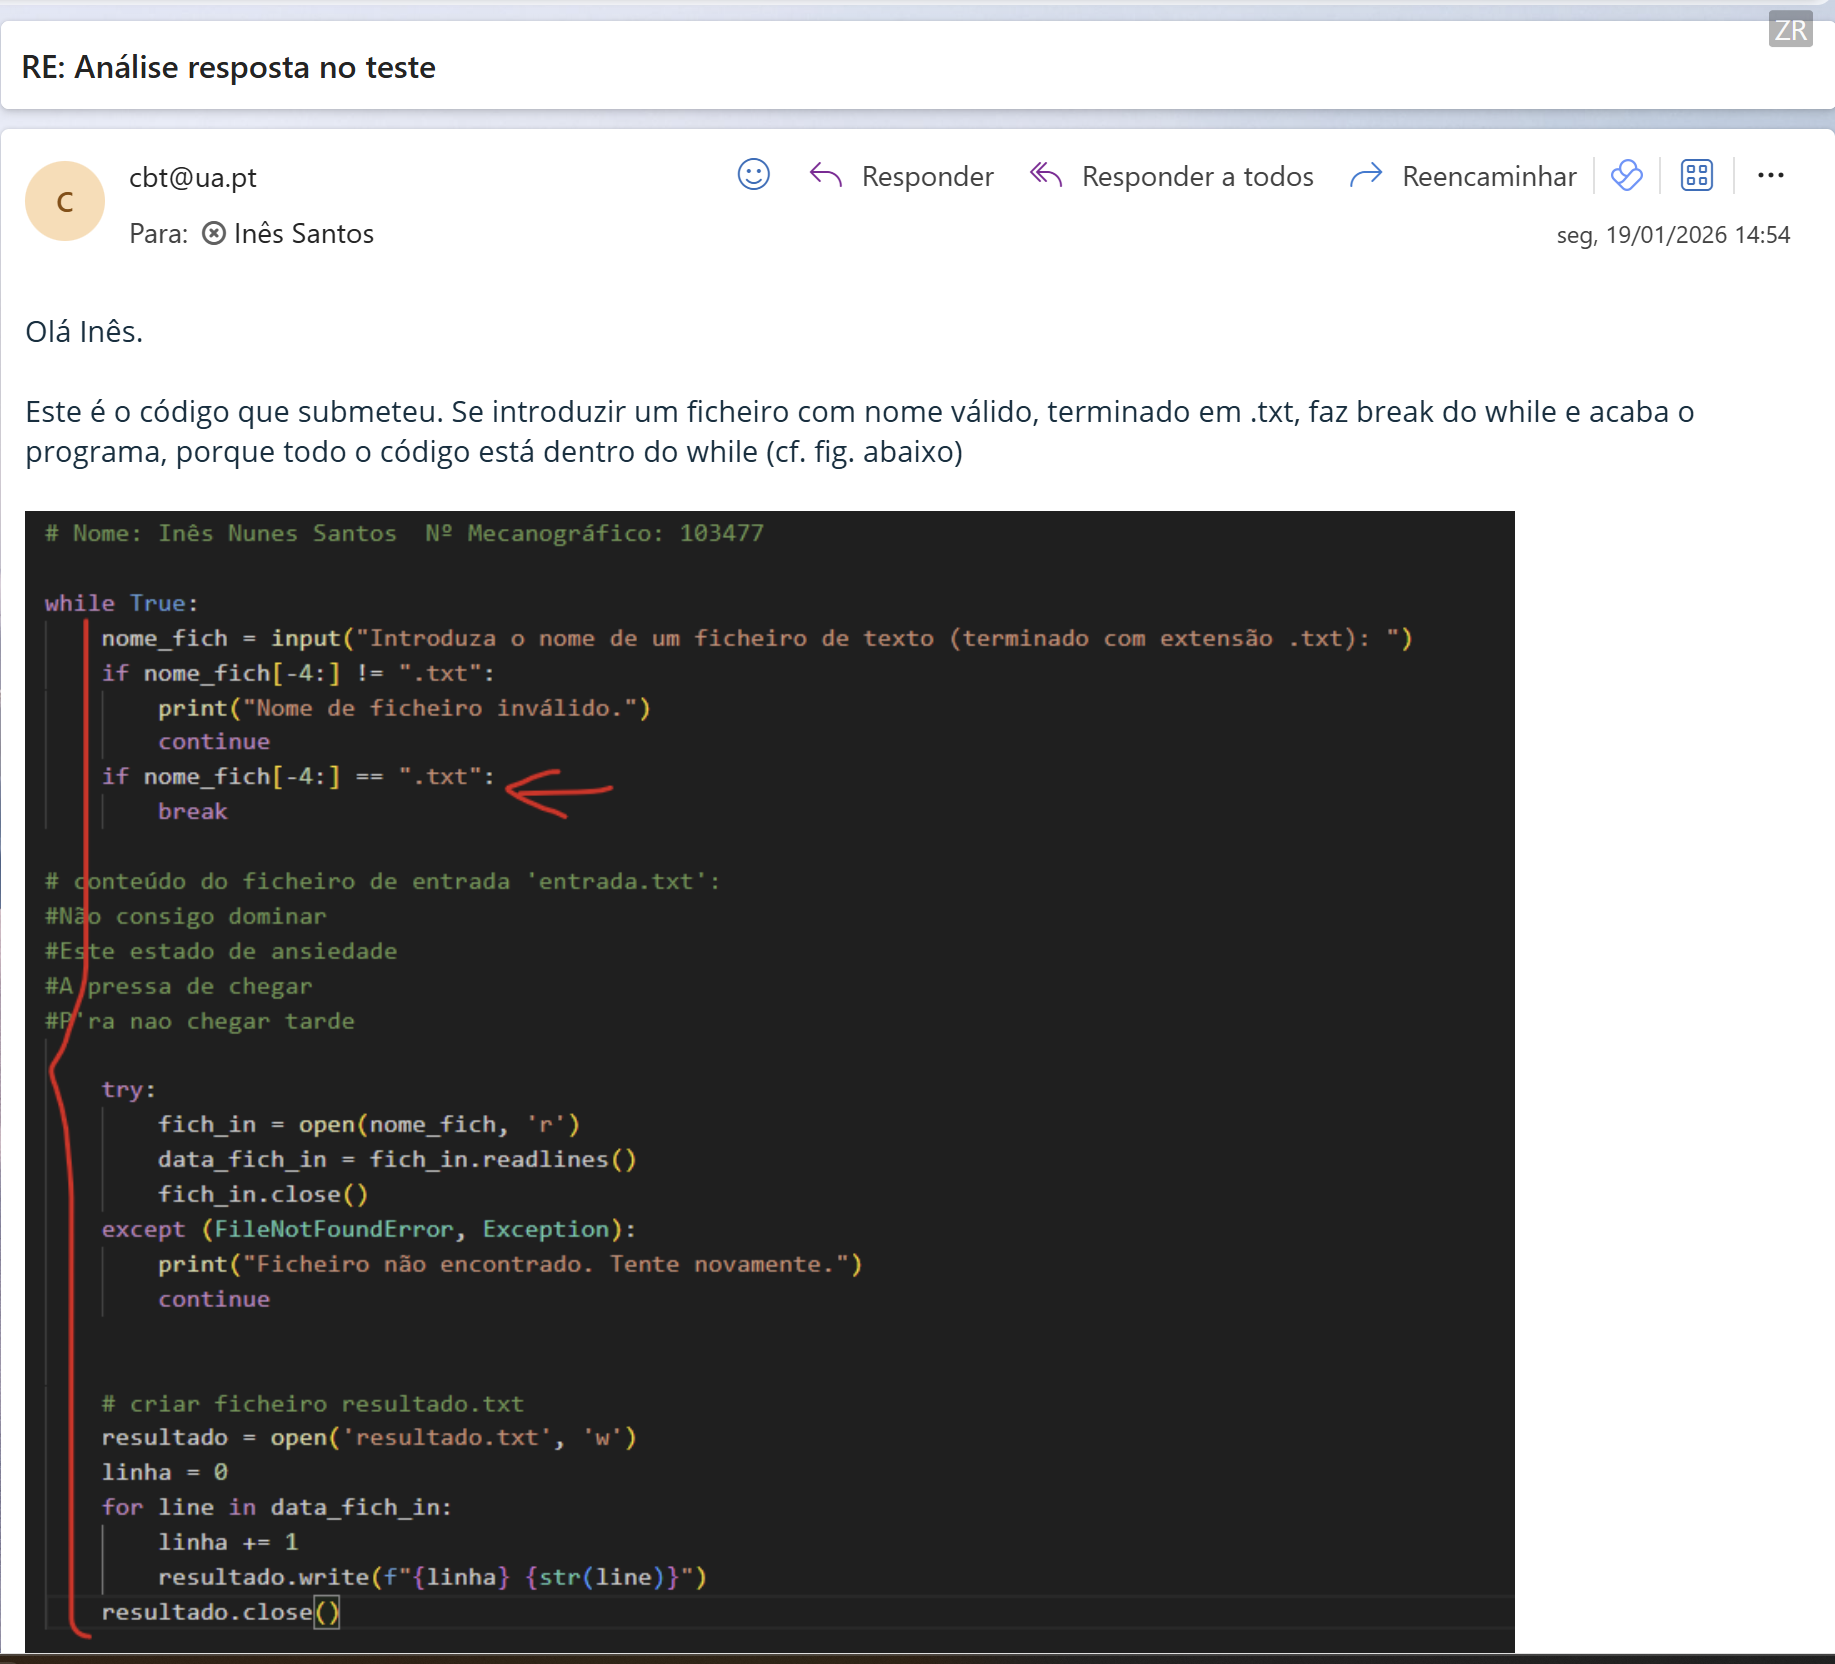 ZR
RE: Análise resposta no teste
C
cbt@ua.pt
Responder
Responder a todos
Reencaminhar
Para: Inês Santos
seg, 19/01/2026 14:54
Olá Inês.
Este é o código que submeteu. Se introduzir um ficheiro com nome válido, terminado em .txt, faz break do while e acaba o
programa, porque todo o código está dentro do while (cf. fig. abaixo)
# Nome: Inês Nunes Santos  Nº Mecanográfico: 103477
while True:
    nome_fich = input("Introduza o nome de um ficheiro de texto (terminado com extensão .txt): ")
    if nome_fich[-4:] != ".txt":
        print("Nome de ficheiro inválido.")
        continue
    if nome_fich[-4:] == ".txt":
        break
# conteúdo do ficheiro de entrada 'entrada.txt':
#Não consigo dominar
#Este estado de ansiedade
#A pressa de chegar
#P'ra nao chegar tarde
    try:
        fich_in = open(nome_fich, 'r')
        data_fich_in = fich_in.readlines()
        fich_in.close()
    except (FileNotFoundError, Exception):
        print("Ficheiro não encontrado. Tente novamente.")
        continue
    # criar ficheiro resultado.txt
    resultado = open('resultado.txt', 'w')
    linha = 0
    for line in data_fich_in:
        linha += 1
        resultado.write(f"{linha} {str(line)}")
    resultado.close()